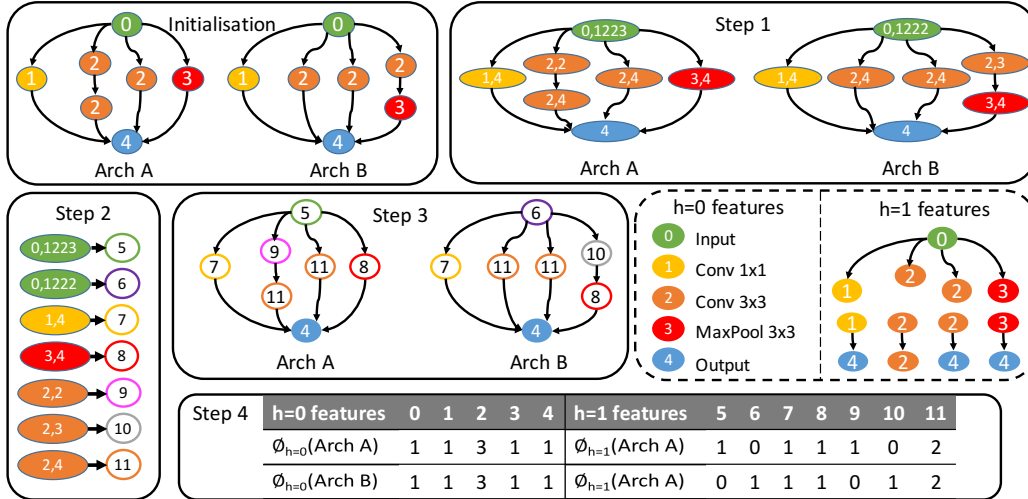 Initialisation
0
1 2 2 3
2
4
Arch A
0
1 2 2 2
3
4
Arch B
Step 1
0,1223
1,4 2,2 2,4 3,4
2,4
4
Arch A
0,1222
1,4 2,4 2,4 2,3
3,4
4
Arch B
Step 2
0,1223 5
0,1222 6
1,4 7
3,4 8
2,2 9
2,3 10
2,4 11
Step 3
5
7 9 11 8
11
4
Arch A
6
7 11 11 10
8
4
Arch B
h=0 features
0 Input
1 Conv 1x1
2 Conv 3x3
3 MaxPool 3x3
4 Output
h=1 features
0
1 2 2 3
1 2 2 3
4 2 4 4
Step 4
h=0 features 0 1 2 3 4 h=1 features 5 6 7 8 9 10 11
Øh=0(Arch A) 1 1 3 1 1 Øh=1(Arch A) 1 0 1 1 1 0 2
Øh=0(Arch B) 1 1 3 1 1 Øh=1(Arch A) 0 1 1 1 0 1 2